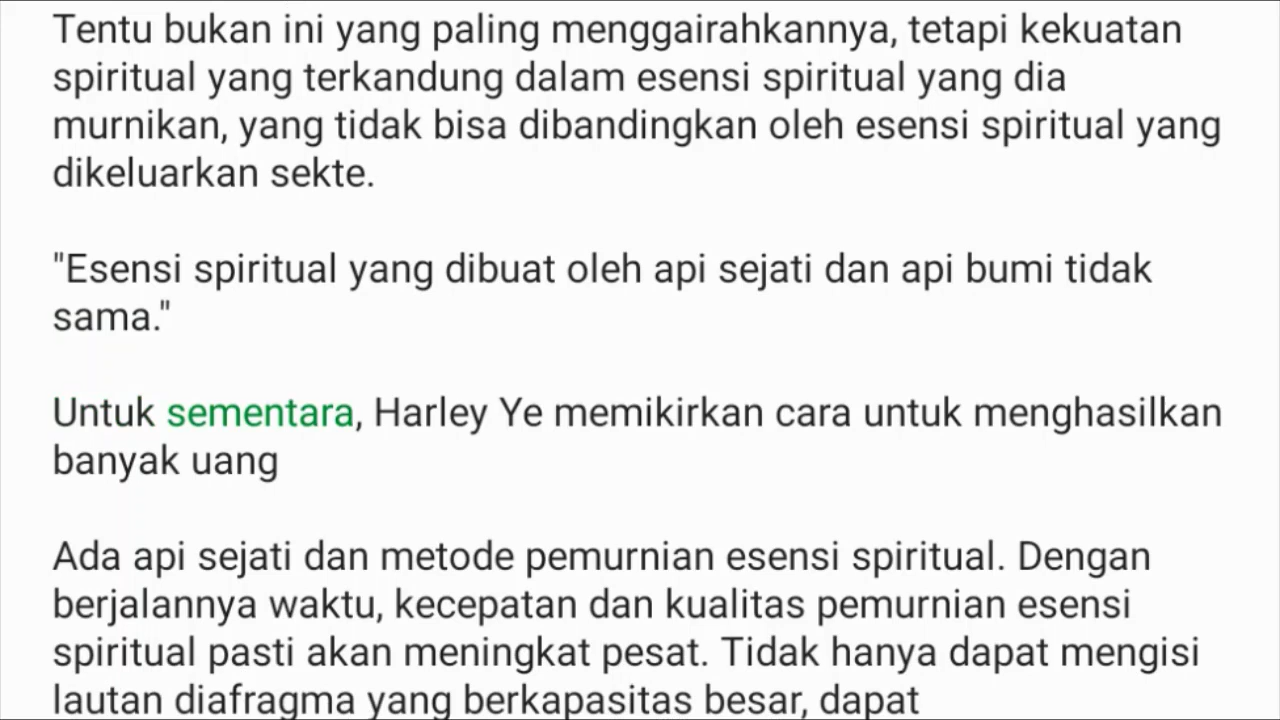 Tentu bukan ini yang paling menggairahkannya, tetapi kekuatan
spiritual yang terkandung dalam esensi spiritual yang dia
murnikan, yang tidak bisa dibandingkan oleh esensi spiritual yang
dikeluarkan sekte.
"Esensi spiritual yang dibuat oleh api sejati dan api bumi tidak
sama."
Untuk sementara, Harley Ye memikirkan cara untuk menghasilkan
banyak uang
Ada api sejati dan metode pemurnian esensi spiritual. Dengan
berjalannya waktu, kecepatan dan kualitas pemurnian esensi
spiritual pasti akan meningkat pesat. Tidak hanya dapat mengisi
lautan diafragma yang berkapasitas besar, dapat